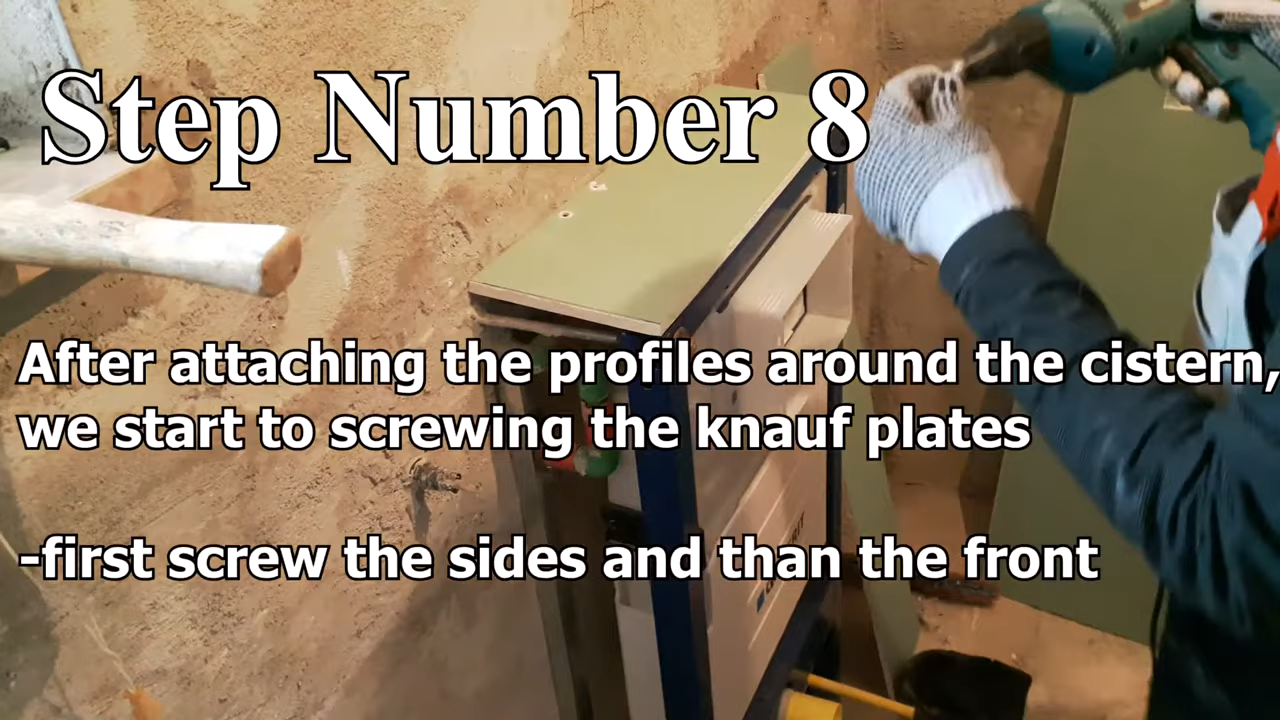 Step Number 8
After attaching the profiles around the cistern,
we start to screwing the knauf plates
-first screw the sides and than the front